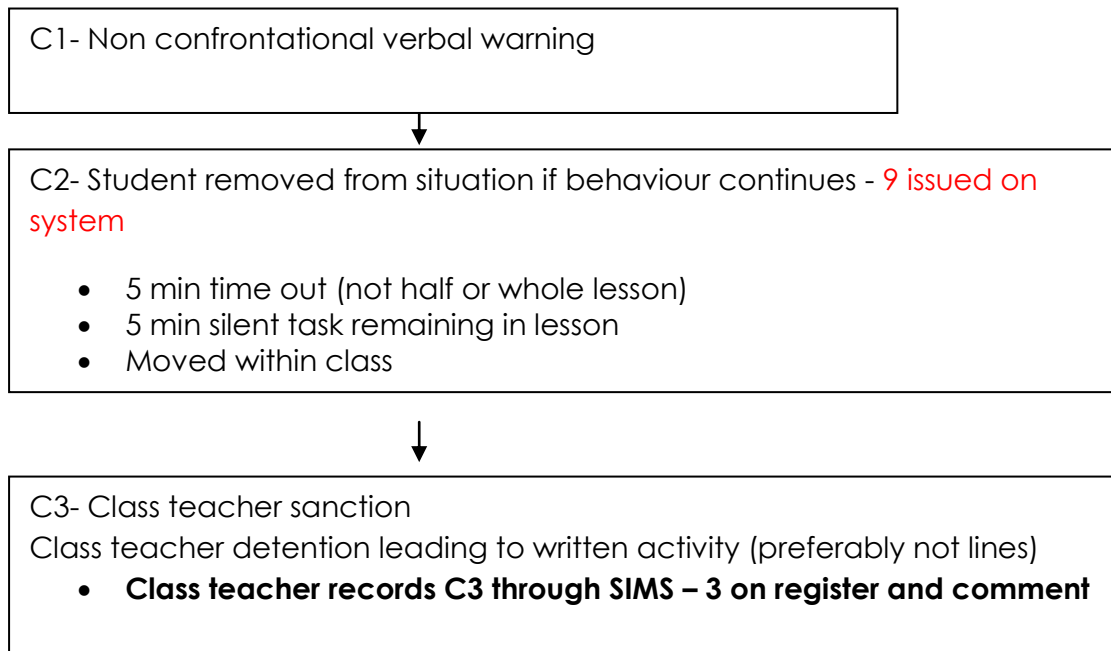 C1- Non confrontational verbal warning
C2- Student removed from situation if behaviour continues - 9 issued on
system
• 5 min time out (not half or whole lesson)
• 5 min silent task remaining in lesson
• Moved within class
C3- Class teacher sanction
Class teacher detention leading to written activity (preferably not lines)
• Class teacher records C3 through SIMS – 3 on register and comment